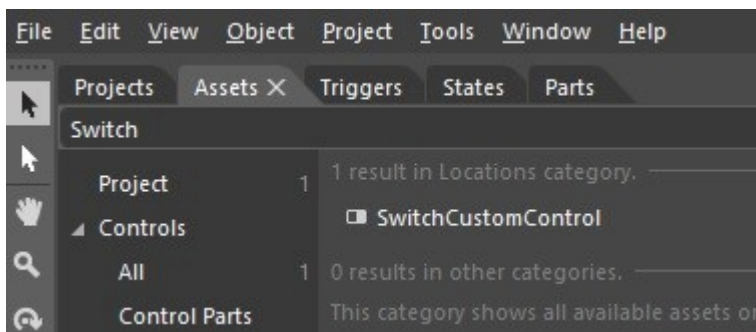 File Edit View Object Project Tools Window Help
Projects Assets Triggers States Parts
Switch
Project 1
Controls
All 1
Control Parts
1 result in Locations category.
SwitchCustomControl
0 results in other categories.
This category shows all available assets